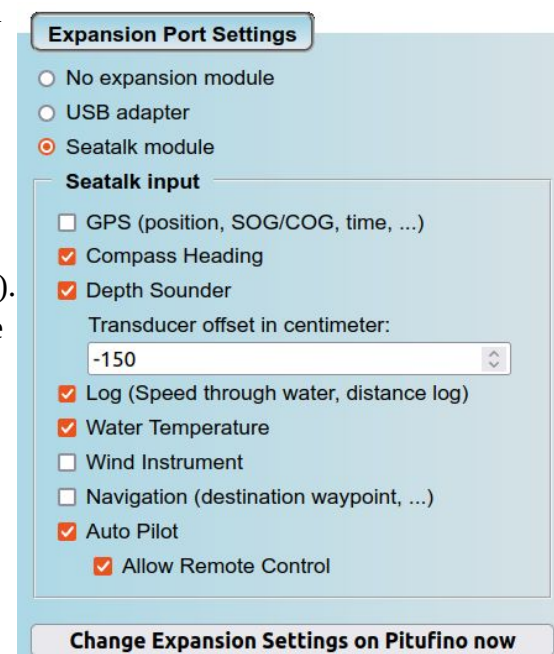 Expansion Port Settings
No expansion module
USB adapter
Seatalk module
Seatalk input
GPS (position, SOG/COG, time, ...)
Compass Heading
).
Depth Sounder
e
Transducer offset in centimeter:
-150
Log (Speed through water, distance log)
Water Temperature
Wind Instrument
Navigation (destination waypoint, ...)
Auto Pilot
Allow Remote Control
Change Expansion Settings on Pitufino now